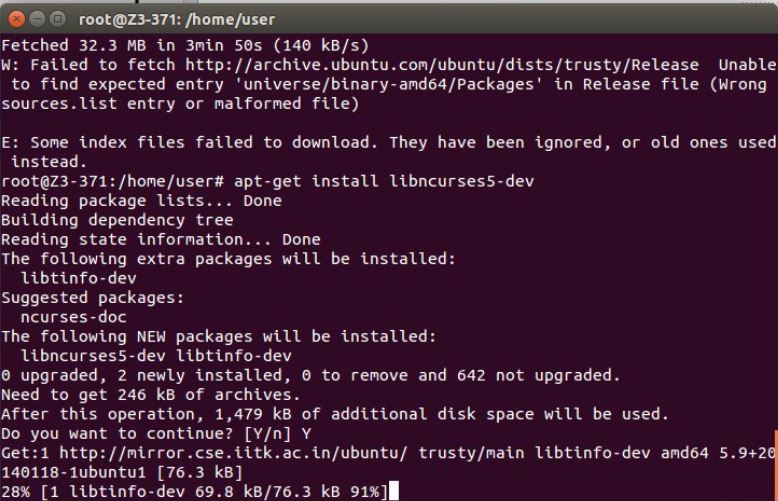 root@Z3-371: /home/user
Fetched 32.3 MB in 3min 50s (140 kB/s)
W: Failed to fetch http://archive.ubuntu.com/ubuntu/dists/trusty/Release  Unable
 to find expected entry 'universe/binary-amd64/Packages' in Release file (Wrong
sources.list entry or malformed file)

E: Some index files failed to download. They have been ignored, or old ones used
 instead.
root@Z3-371:/home/user# apt-get install libncurses5-dev
Reading package lists... Done
Building dependency tree
Reading state information... Done
The following extra packages will be installed:
  libtinfo-dev
Suggested packages:
  ncurses-doc
The following NEW packages will be installed:
  libncurses5-dev libtinfo-dev
0 upgraded, 2 newly installed, 0 to remove and 642 not upgraded.
Need to get 246 kB of archives.
After this operation, 1,479 kB of additional disk space will be used.
Do you want to continue? [Y/n] Y
Get:1 http://mirror.cse.iitk.ac.in/ubuntu/ trusty/main libtinfo-dev amd64 5.9+20
140118-1ubuntu1 [76.3 kB]
28% [1 libtinfo-dev 69.8 kB/76.3 kB 91%]